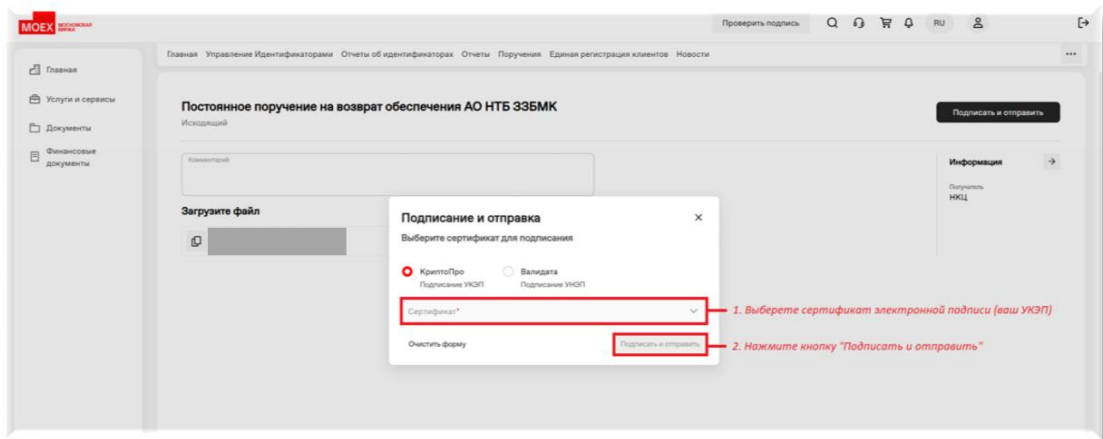 MOEX МОСКОВСКАЯ БИРЖА
Проверить подпись RU
Главная Управление Идентификаторами Отчеты об идентификаторах Отчеты Поручения Единая регистрация клиентов Новости
Главная
Услуги и сервисы
Документы
Финансовые
документы
Постоянное поручение на возврат обеспечения АО НТБ ЗЗБМК
Исходящий
Подписать и отправить
Комментарий
Информация
Получатель
НКЦ
Загрузите файл
Подписание и отправка
Выберите сертификат для подписания
КриптоПро
Подписание УКЭП
Валидата
Подписание УНЭП
Сертификат*
1. Выберете сертификат электронной подписи (ваш УКЭП)
Очистить форму
Подписать и отправить
2. Нажмите кнопку "Подписать и отправить"